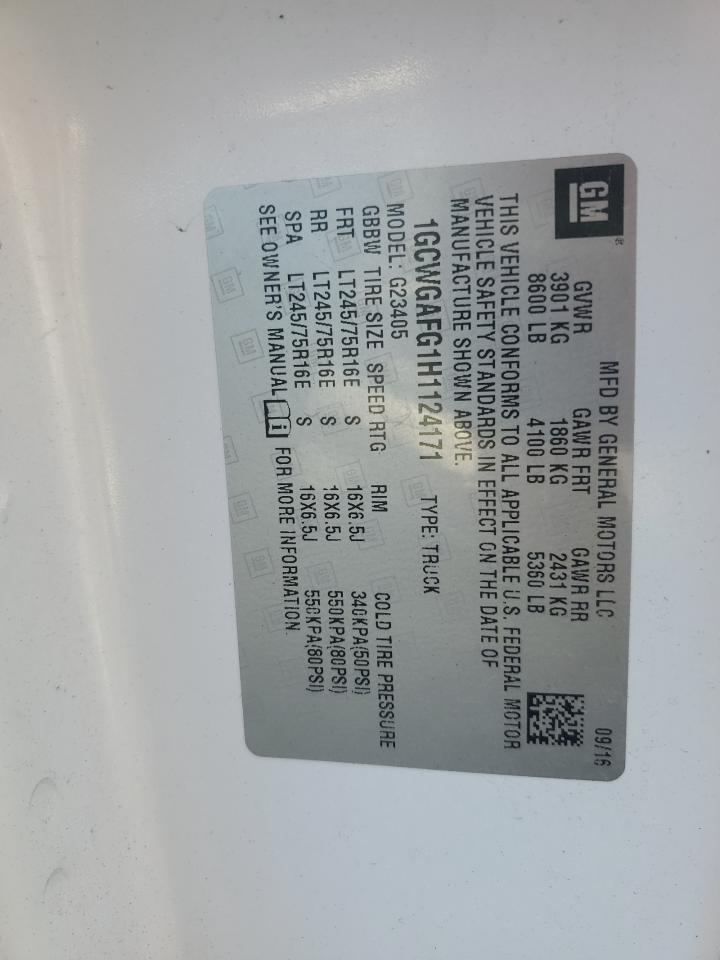 GM
MFD BY GENERAL MOTORS LLC 09/16
GVWR GAWR FRT GAWR RR
3901 KG 1860 KG 2431 KG
8600 LB 4100 LB 5360 LB
THIS VEHICLE CONFORMS TO ALL APPLICABLE U.S. FEDERAL MOTOR
VEHICLE SAFETY STANDARDS IN EFFECT ON THE DATE OF
MANUFACTURE SHOWN ABOVE.
1GCWGAFG1H1124171 TYPE: TRUCK
MODEL: G23405
GBBW TIRE SIZE SPEED RTG RIM COLD TIRE PRESSURE
FRT LT245/75R16E S 16X6.5J 340KPA(50PSI)
RR LT245/75R16E S 16X6.5J 550KPA(80PSI)
SPA LT245/75R16E S 16X6.5J 550KPA(80PSI)
SEE OWNER'S MANUAL i FOR MORE INFORMATION.